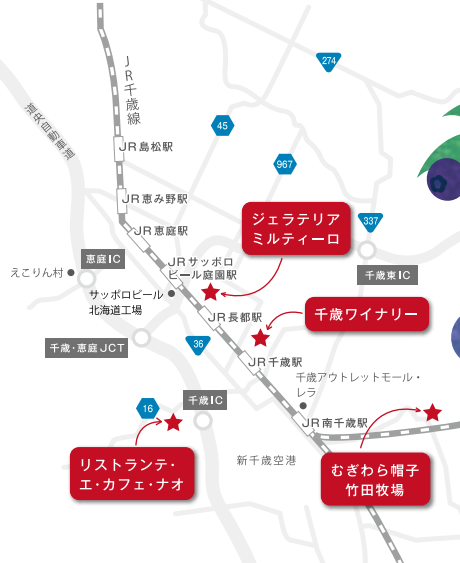 274
JR千歳線
45
道央自動車道
JR島松駅
967
JR恵み野駅
ジェラテリア
ミルティーロ
337
JR恵庭駅
恵庭IC
えこりん村
JRサッポロ
ビール庭園駅
千歳東IC
サッポロビール
北海道工場
JR長都駅
千歳ワイナリー
千歳・恵庭JCT
36
JR千歳駅
千歳アウトレットモール・
レラ
千歳IC
16
JR南千歳駅
リストランテ・
エ・カフェ・ナオ
新千歳空港
むぎわら帽子
竹田牧場